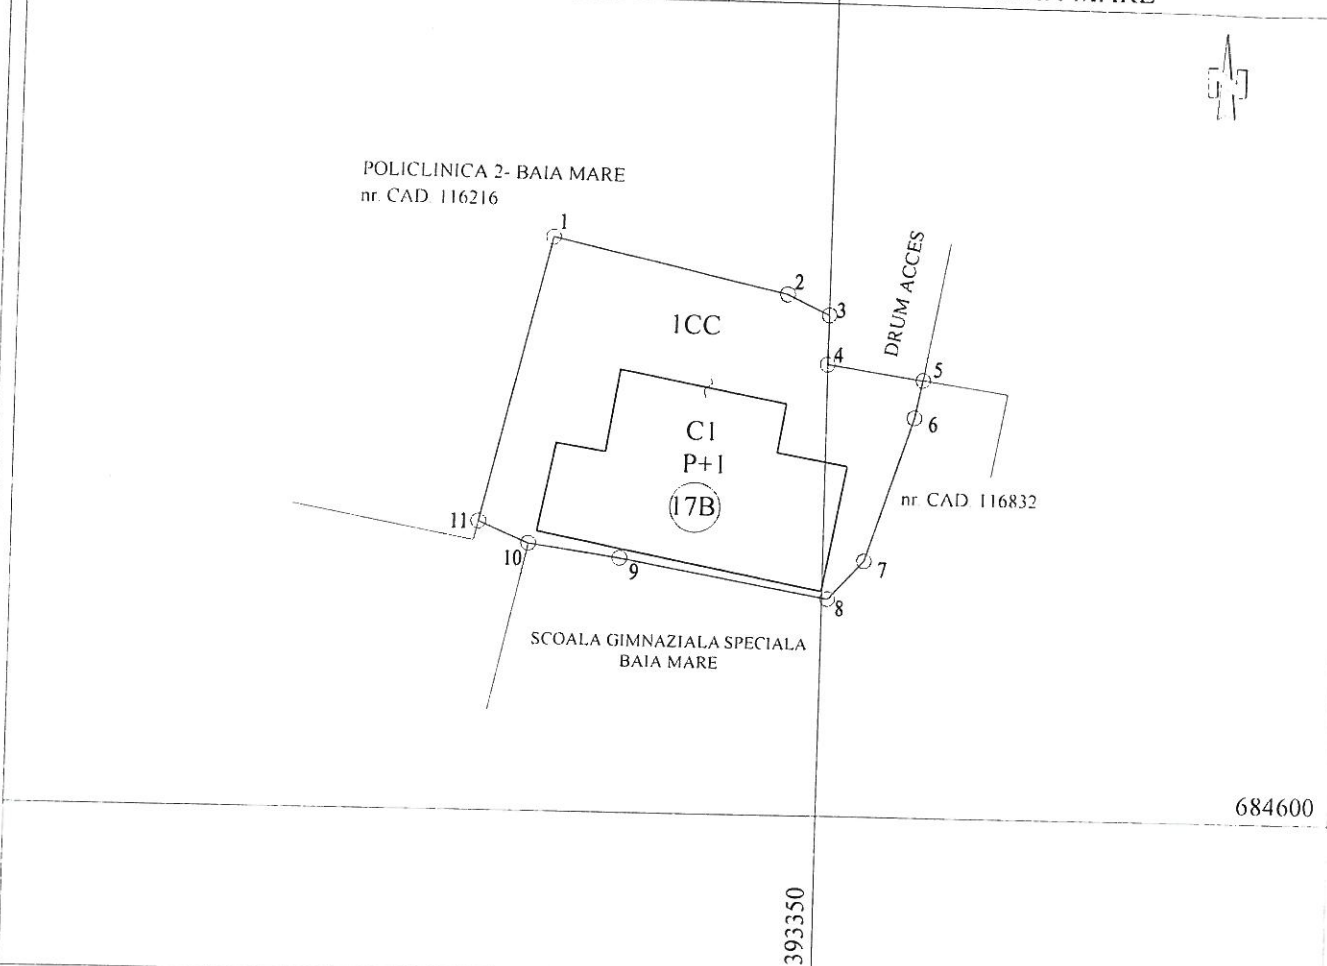 MARE
POLICLINICA 2- BAIA MARE
nr. CAD. 116216
1
2
3
1CC
DRUM ACCES
4
5
6
C1
P+1
17B
nr. CAD. 116832
11
10
9
7
8
SCOALA GIMNAZIALA SPECIALA
BAIA MARE
684600
393350